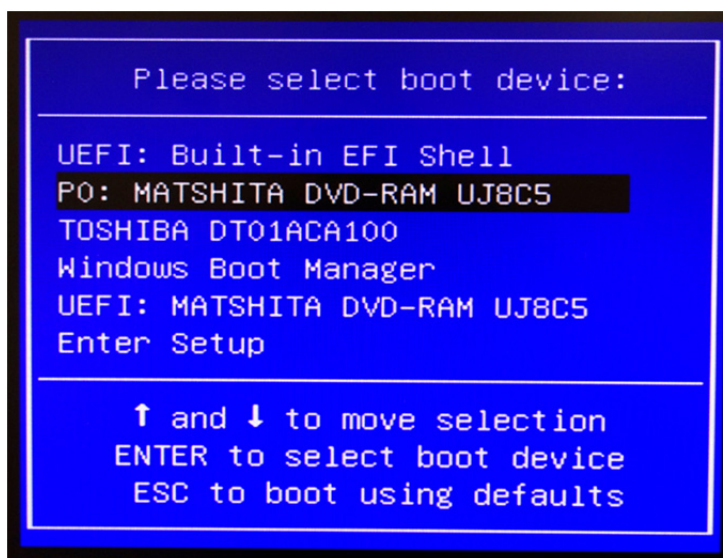 Please select boot device:
UEFI: Built-in EFI Shell
PO: MATSHITA DVD-RAM UJ8C5
TOSHIBA DT01ACA100
Windows Boot Manager
UEFI: MATSHITA DVD-RAM UJ8C5
Enter Setup
↑ and ↓ to move selection
ENTER to select boot device
ESC to boot using defaults